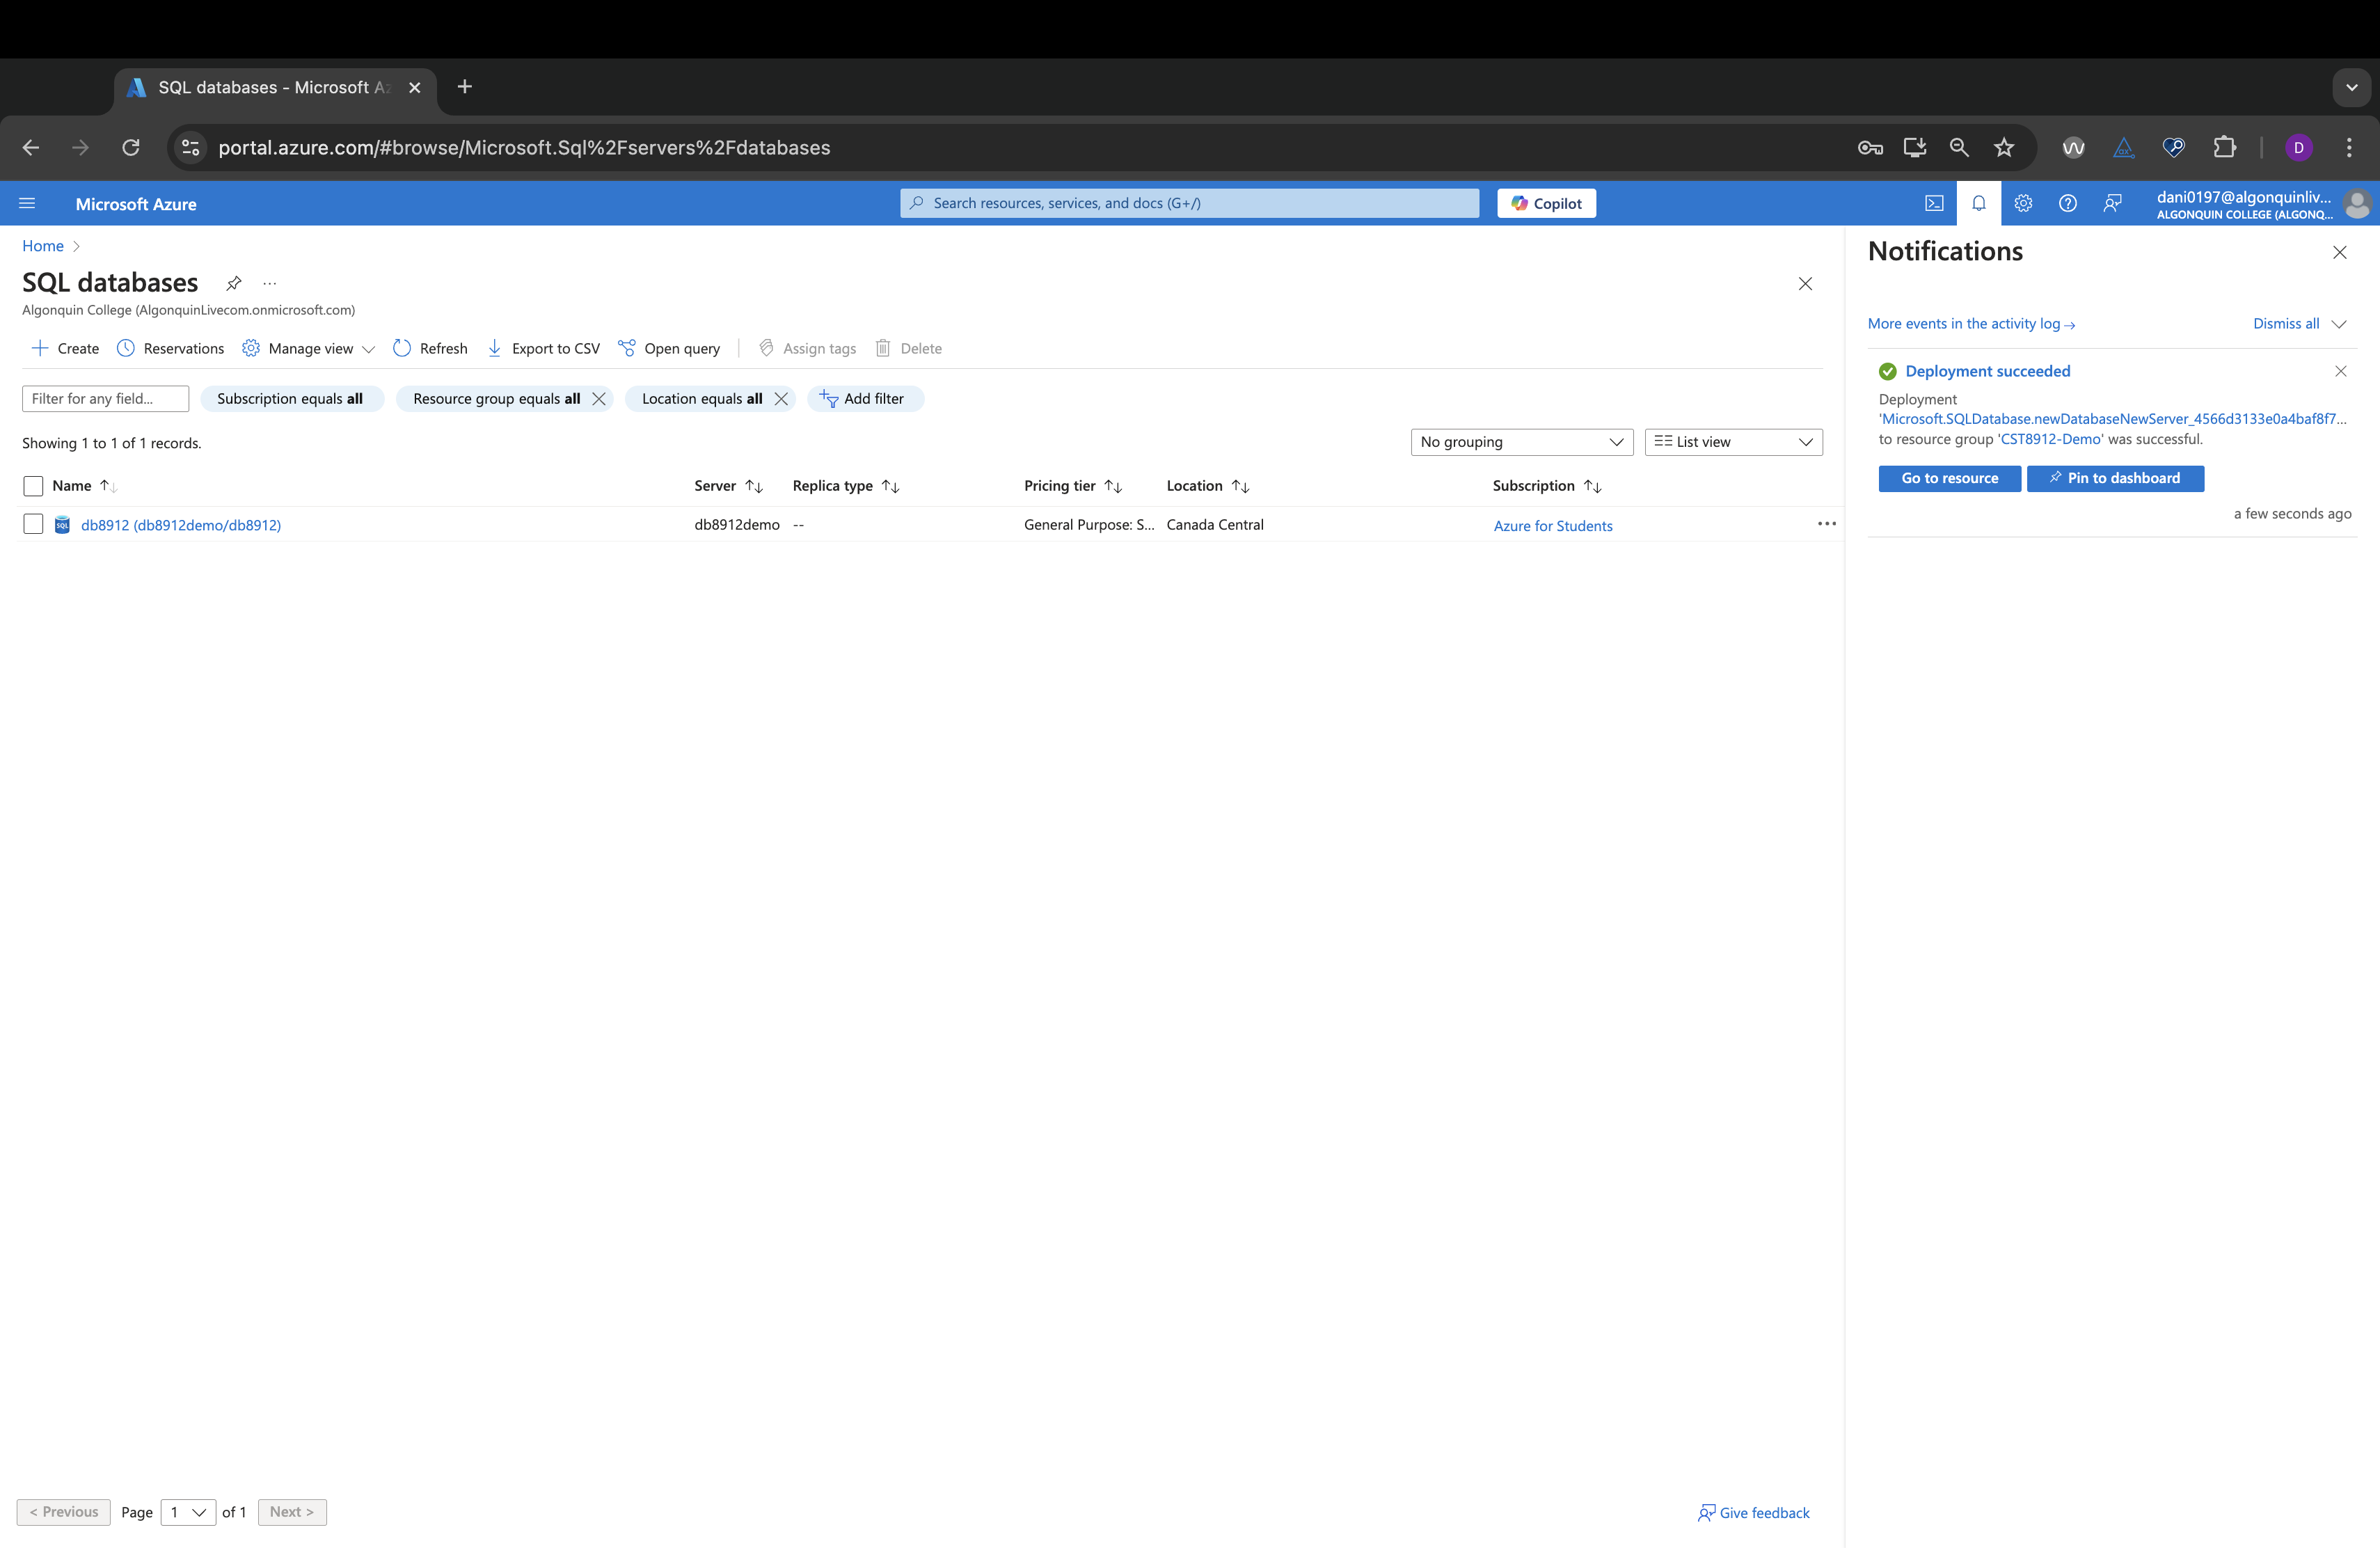 SQL databases - Microsoft Az
portal.azure.com/#browse/Microsoft.Sql%2Fservers%2Fdatabases
D
Microsoft Azure
Search resources, services, and docs (G+/)
Copilot
dani0197@algonquinliv...
ALGONQUIN COLLEGE (ALGONQ...
Home
SQL databases
...
Algonquin College (AlgonquinLivecom.onmicrosoft.com)
Create
Reservations
Manage view
Refresh
Export to CSV
Open query
Assign tags
Delete
Filter for any field...
Subscription equals all
Resource group equals all
Location equals all
Add filter
Showing 1 to 1 of 1 records.
No grouping
List view
Name
Server
Replica type
Pricing tier
Location
Subscription
SQL
db8912 (db8912demo/db8912)
db8912demo
--
General Purpose: S...
Canada Central
Azure for Students
Notifications
More events in the activity log →
Dismiss all
Deployment succeeded
Deployment
'Microsoft.SQLDatabase.newDatabaseNewServer_4566d3133e0a4baf8f7...
to resource group 'CST8912-Demo' was successful.
Go to resource
Pin to dashboard
a few seconds ago
< Previous
Page
1
of 1
Next >
Give feedback